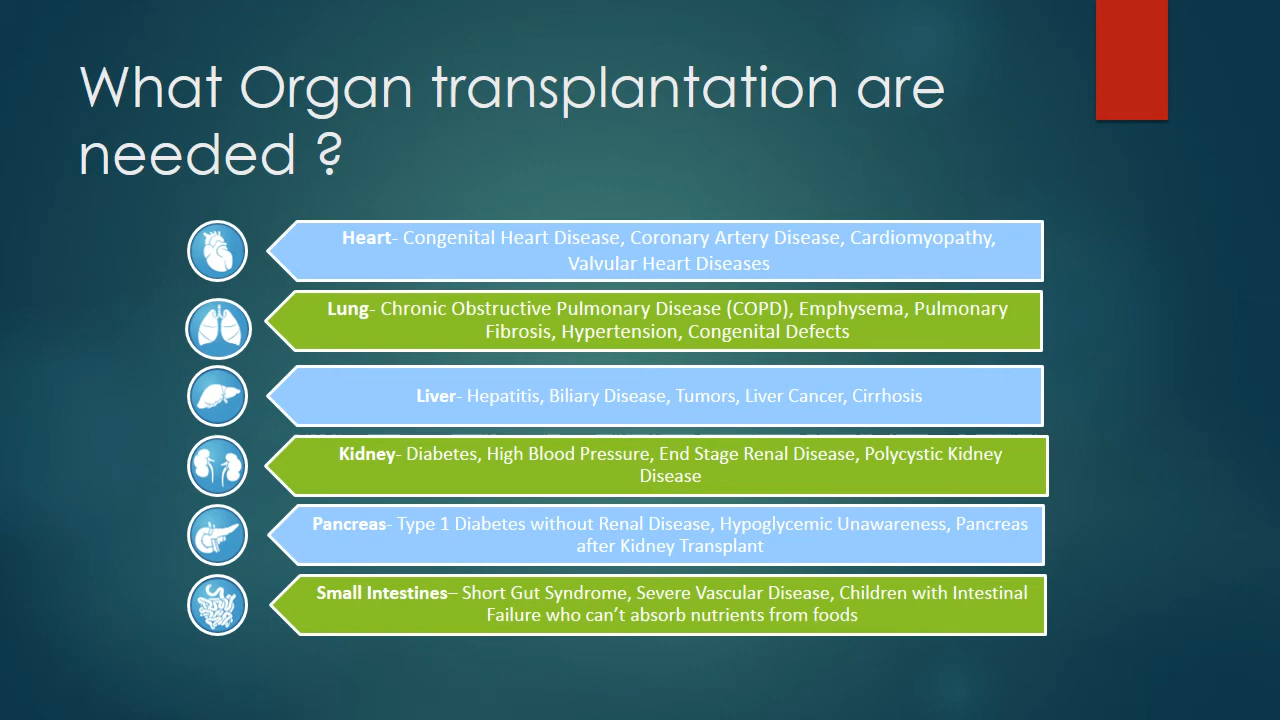 What Organ transplantation are
needed ?
Heart- Congenital Heart Disease, Coronary Artery Disease, Cardiomyopathy,
Valvular Heart Diseases
Lung- Chronic Obstructive Pulmonary Disease (COPD), Emphysema, Pulmonary
Fibrosis, Hypertension, Congenital Defects
Liver- Hepatitis, Biliary Disease, Tumors, Liver Cancer, Cirrhosis
Kidney- Diabetes, High Blood Pressure, End Stage Renal Disease, Polycystic Kidney
Disease
Pancreas- Type 1 Diabetes without Renal Disease, Hypoglycemic Unawareness, Pancreas
after Kidney Transplant
Small Intestines– Short Gut Syndrome, Severe Vascular Disease, Children with Intestinal
Failure who can’t absorb nutrients from foods